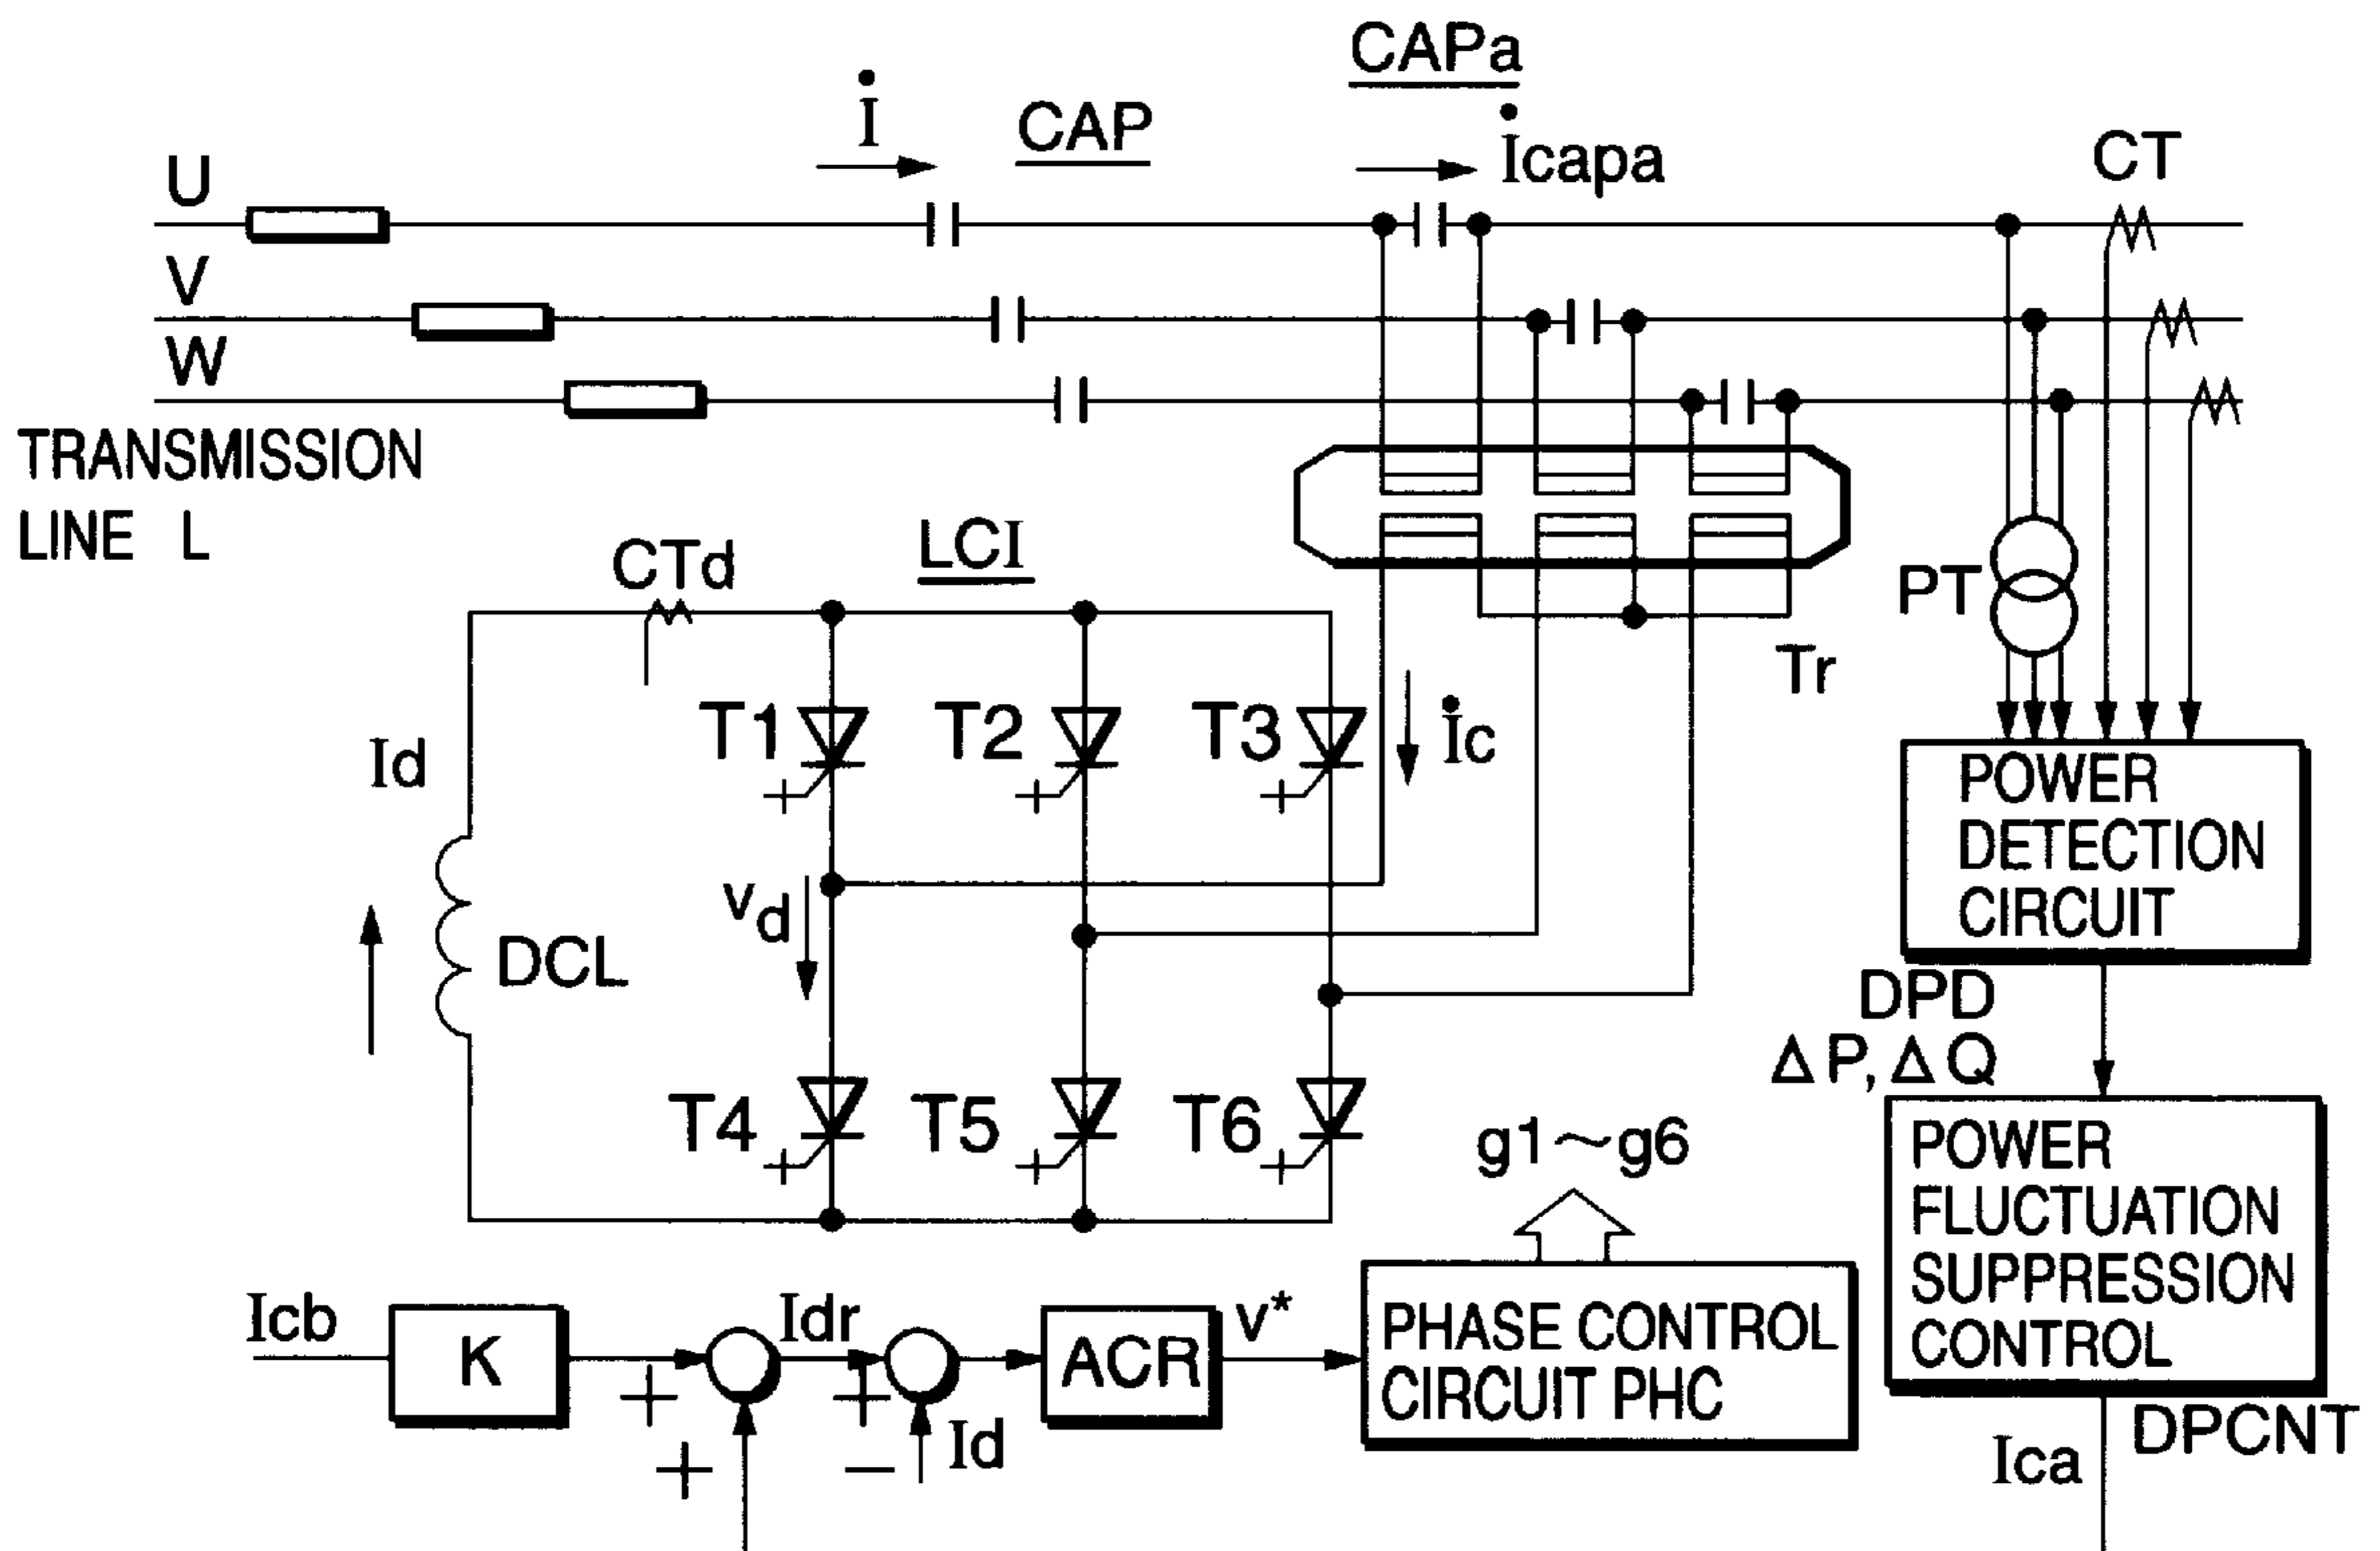 CAPa
İ
CAP
İcapa
CT
U
V
W
TRANSMISSION
LINE L
CTd
LCI
PT
Tr
T1
T2
T3
İc
Id
POWER
DETECTION
CIRCUIT
vd
DCL
DPD
ΔP, ΔQ
T4
T5
T6
g1~g6
POWER
FLUCTUATION
SUPPRESSION
CONTROL
Icb
K
+
+
Idr
+
−
Id
ACR
v*
PHASE CONTROL
CIRCUIT PHC
DPCNT
Ica